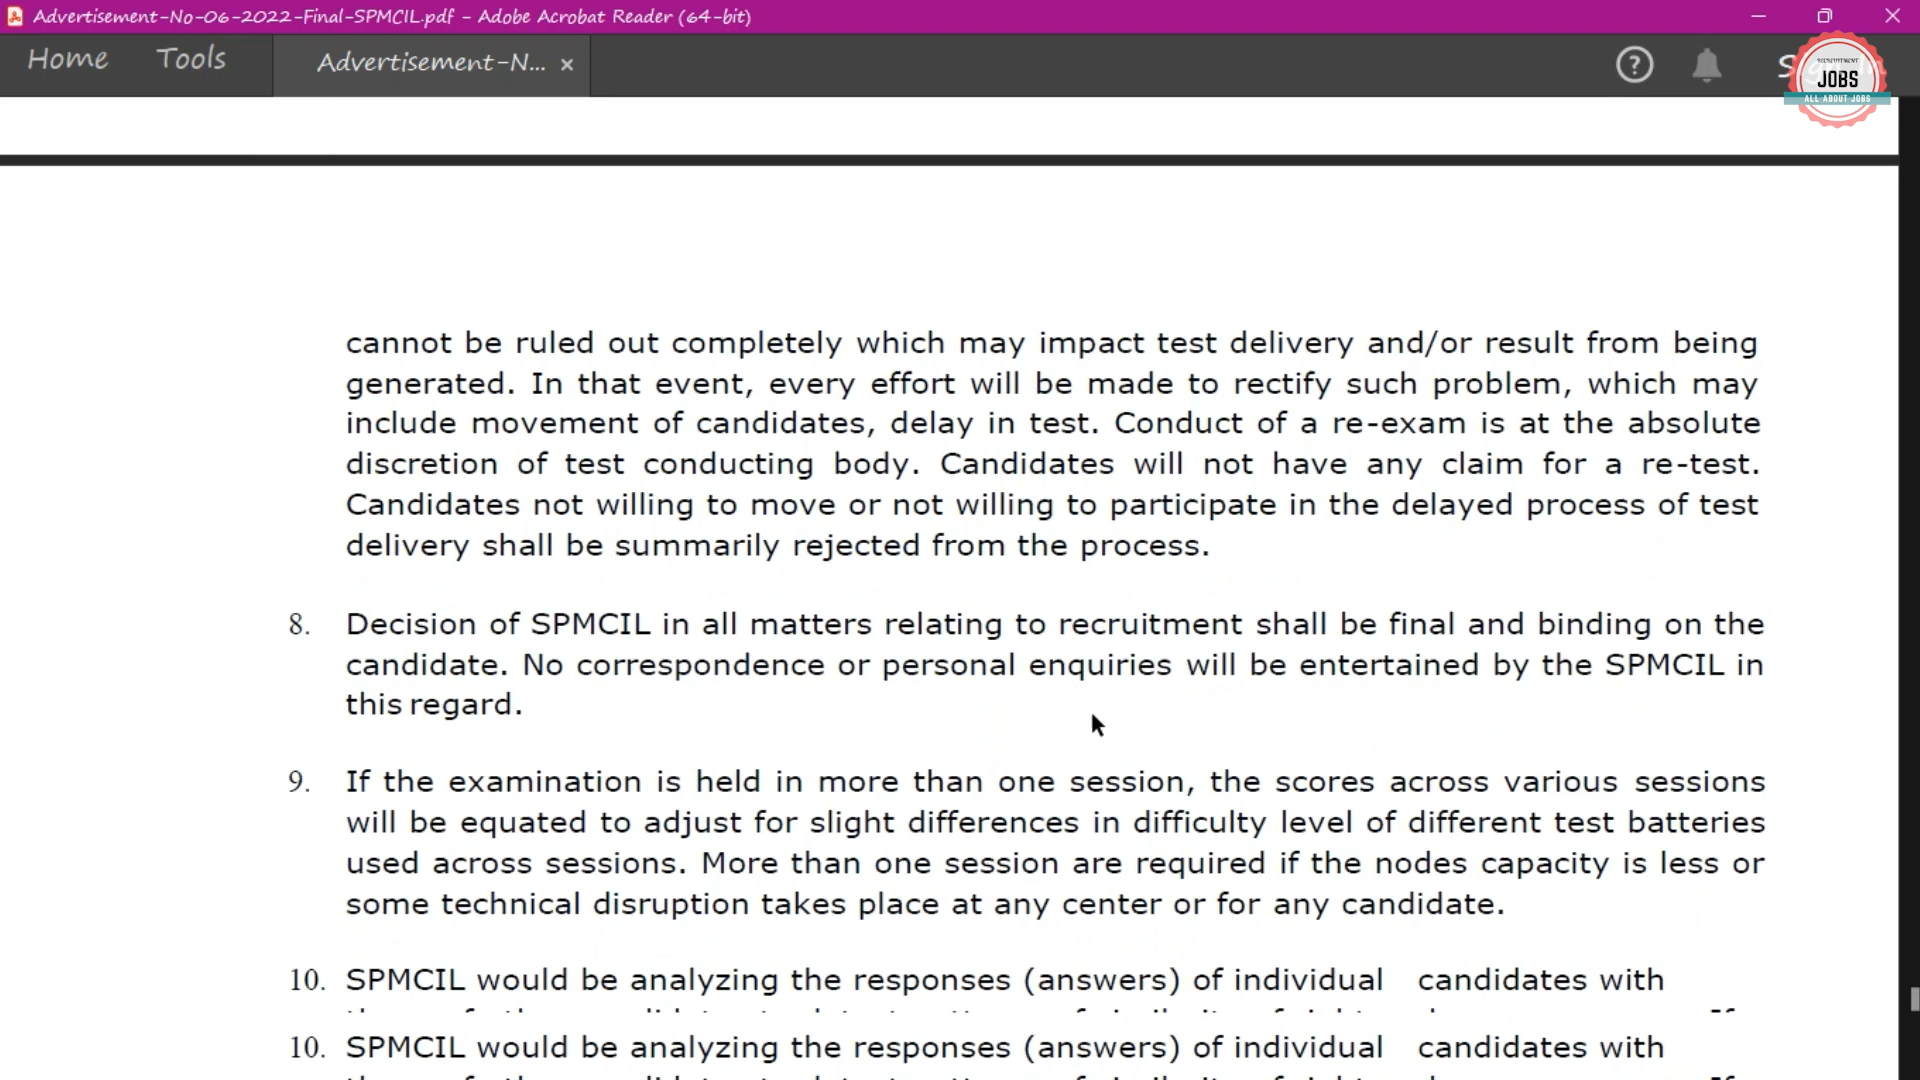 Advertisement-No-06-2022-Final-SPMCIL.pdf - Adobe Acrobat Reader (64-bit)
Home Tools Advertisement-N... ×
RECRUITMENT
JOBS
ALL ABOUT JOBS
cannot be ruled out completely which may impact test delivery and/or result from being
generated. In that event, every effort will be made to rectify such problem, which may
include movement of candidates, delay in test. Conduct of a re-exam is at the absolute
discretion of test conducting body. Candidates will not have any claim for a re-test.
Candidates not willing to move or not willing to participate in the delayed process of test
delivery shall be summarily rejected from the process.
8. Decision of SPMCIL in all matters relating to recruitment shall be final and binding on the
candidate. No correspondence or personal enquiries will be entertained by the SPMCIL in
this regard.
9. If the examination is held in more than one session, the scores across various sessions
will be equated to adjust for slight differences in difficulty level of different test batteries
used across sessions. More than one session are required if the nodes capacity is less or
some technical disruption takes place at any center or for any candidate.
10. SPMCIL would be analyzing the responses (answers) of individual candidates with
10. SPMCIL would be analyzing the responses (answers) of individual candidates with